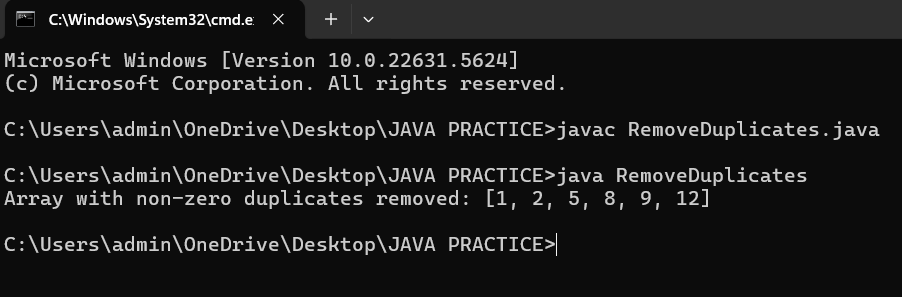 C:\Windows\System32\cmd.e
Microsoft Windows [Version 10.0.22631.5624]
(c) Microsoft Corporation. All rights reserved.
C:\Users\admin\OneDrive\Desktop\JAVA PRACTICE>javac RemoveDuplicates.java
C:\Users\admin\OneDrive\Desktop\JAVA PRACTICE>java RemoveDuplicates
Array with non-zero duplicates removed: [1, 2, 5, 8, 9, 12]
C:\Users\admin\OneDrive\Desktop\JAVA PRACTICE>